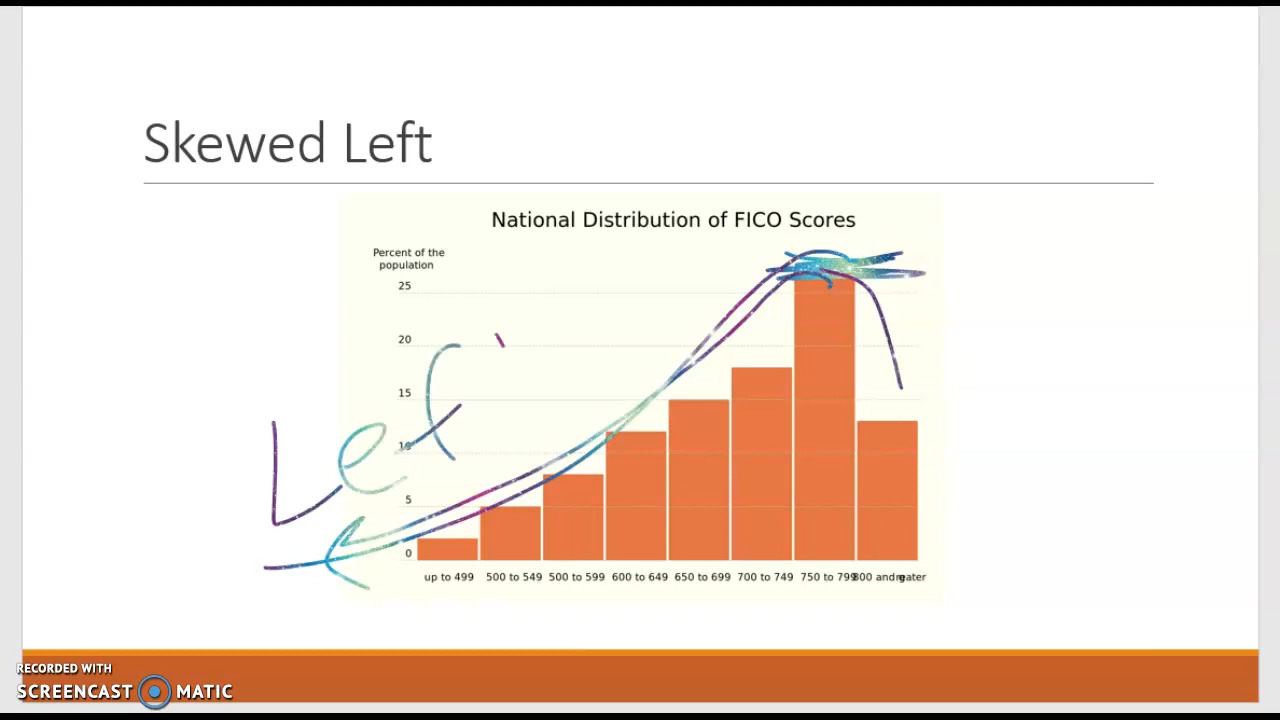 Skewed Left
National Distribution of FICO Scores
Percent of the
population
25
20
15
10
5
0
Lef
up to 499 500 to 549 500 to 599 600 to 649 650 to 699 700 to 749 750 to 799 800 and
RECORDED WITH
SCREENCAST MATIC